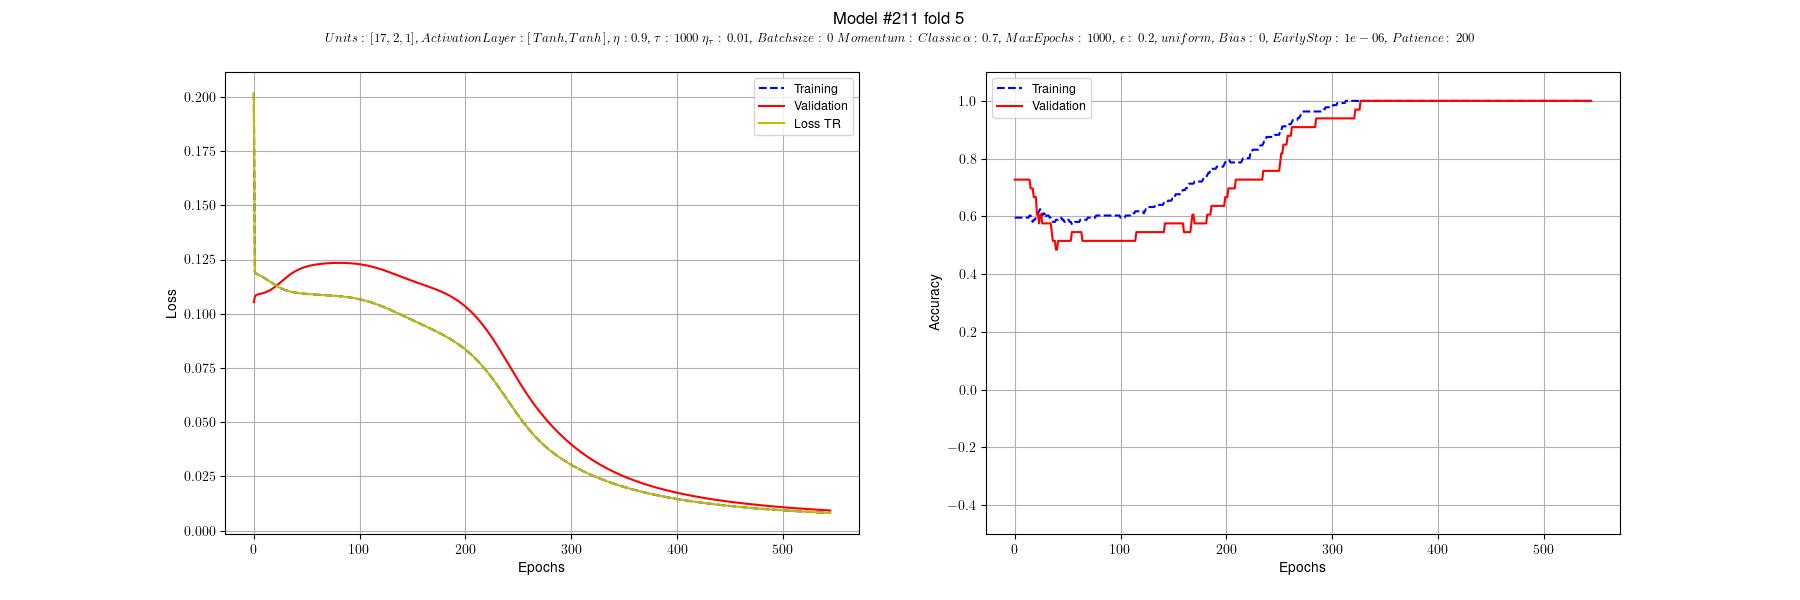 Model #211 fold 5
Units : [17, 2, 1], ActivationLayer : [Tanh, Tanh], η : 0.9, τ : 1000 ητ : 0.01, Batchsize : 0 Momentum : Classic α : 0.7, MaxEpochs : 1000, ϵ : 0.2, uniform, Bias : 0, EarlyStop : 1e − 06, Patience : 200
Training
Validation
Loss TR
0.200
0.175
0.150
0.125
0.100
0.075
0.050
0.025
0.000
Loss
0 100 200 300 400 500
Epochs
Training
Validation
1.0
0.8
0.6
0.4
0.2
0.0
−0.2
−0.4
Accuracy
0 100 200 300 400 500
Epochs